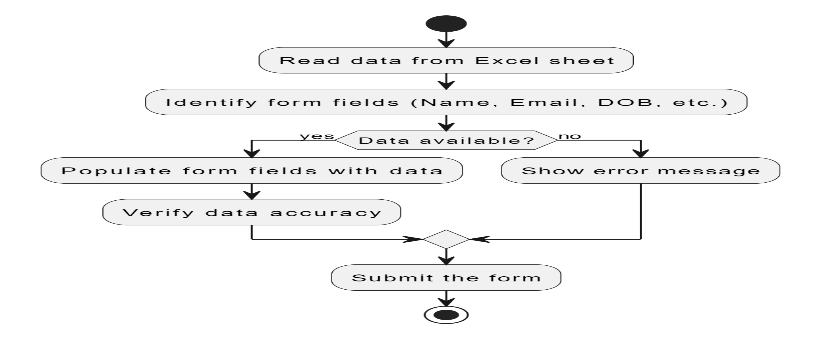 Read data from Excel sheet
Identify form fields (Name, Email, DOB, etc.)
yes
Data available?
no
Populate form fields with data
Show error message
Verify data accuracy
Submit the form